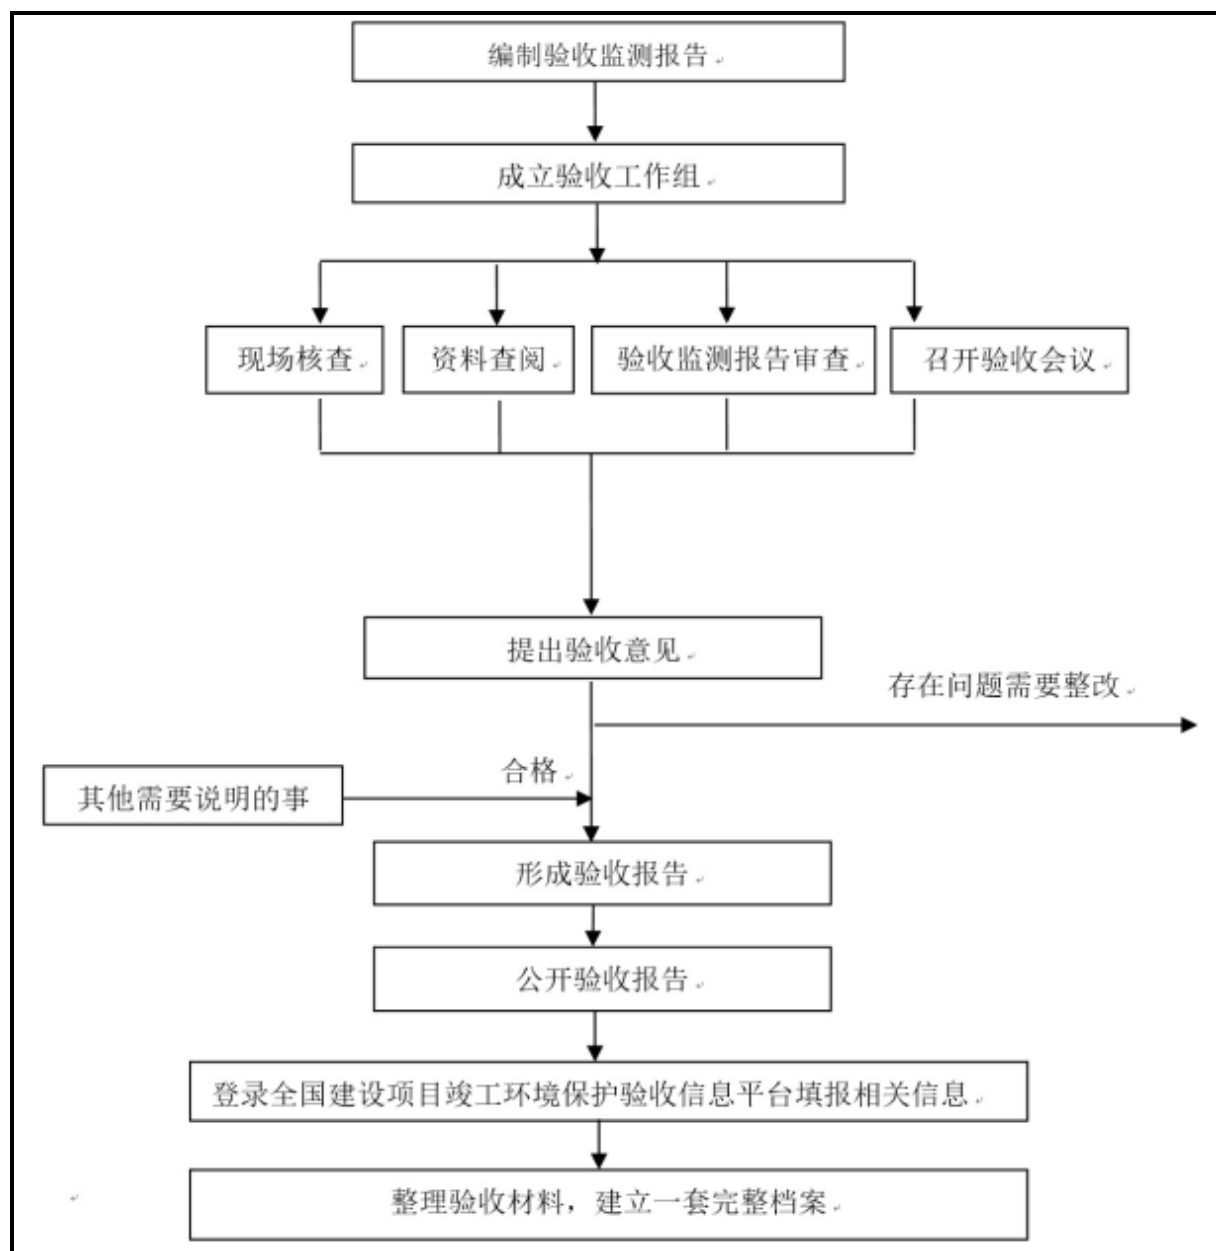 编制验收监测报告
成立验收工作组
现场核查
资料查阅
验收监测报告审查
召开验收会议
提出验收意见
存在问题需要整改
合格
其他需要说明的事
形成验收报告
公开验收报告
登录全国建设项目竣工环境保护验收信息平台填报相关信息
整理验收材料，建立一套完整档案